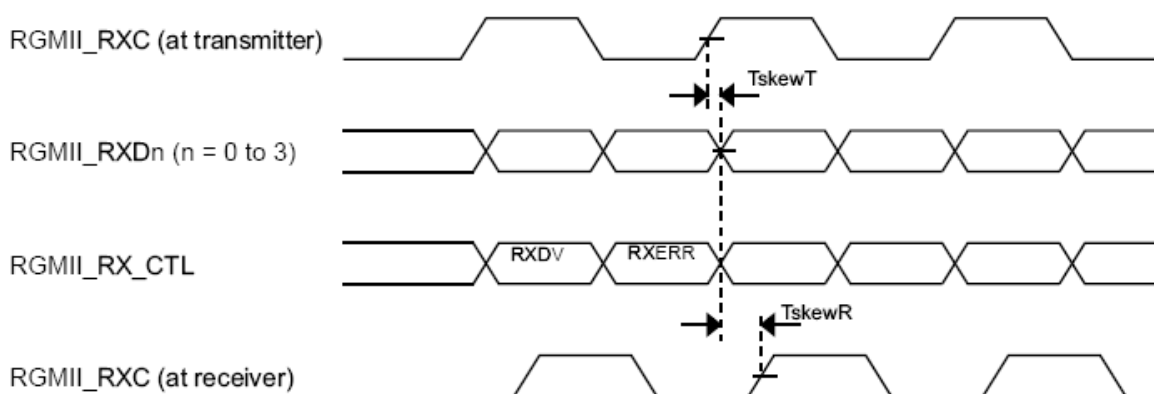 RGMII_RXC (at transmitter)
TskewT
RGMII_RXDn (n = 0 to 3)
RGMII_RX_CTL
RXDV
RXERR
TskewR
RGMII_RXC (at receiver)